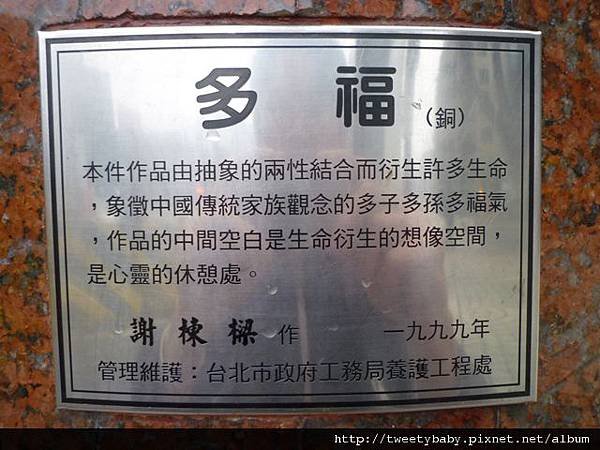 多福（銅）
本件作品由抽象的兩性結合而衍生許多生命
，象徵中國傳統家族觀念的多子多孫多福氣
，作品的中間空白是生命衍生的想像空間，
是心靈的休憩處。
謝棟樑 作 一九九九年
管理維護：台北市政府工務局養護工程處
http://tweetybaby.pixnet.net/album